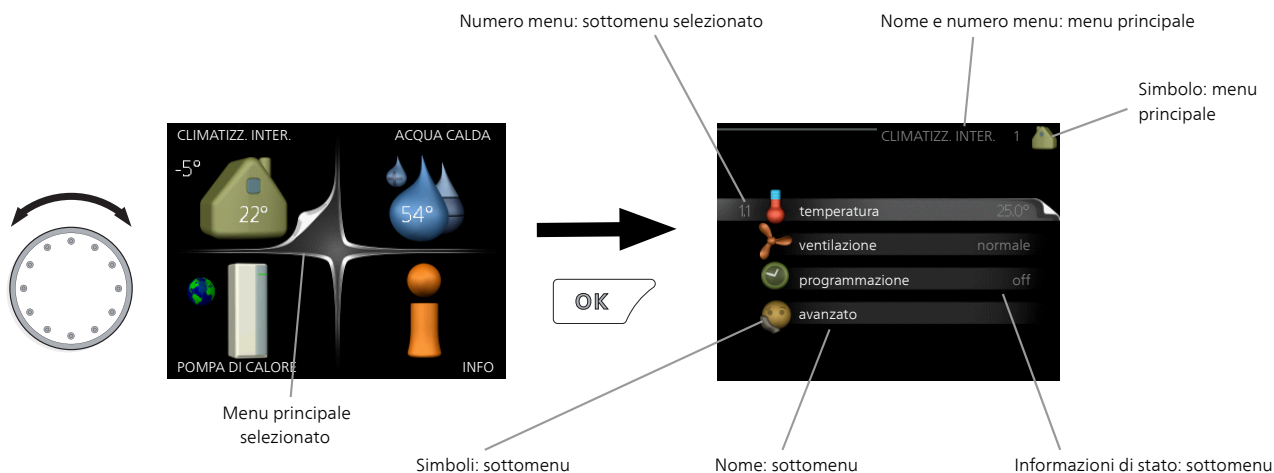 Numero menu: sottomenu selezionato
Nome e numero menu: menu principale
Simbolo: menu
principale
CLIMATIZZ. INTER.
ACQUA CALDA
-5°
22°
54°
POMPA DI CALORE
INFO
Menu principale
selezionato
OK
CLIMATIZZ. INTER. 1
1.1 temperatura 25.0°
ventilazione normale
programmazione off
avanzato
Simboli: sottomenu
Nome: sottomenu
Informazioni di stato: sottomenu